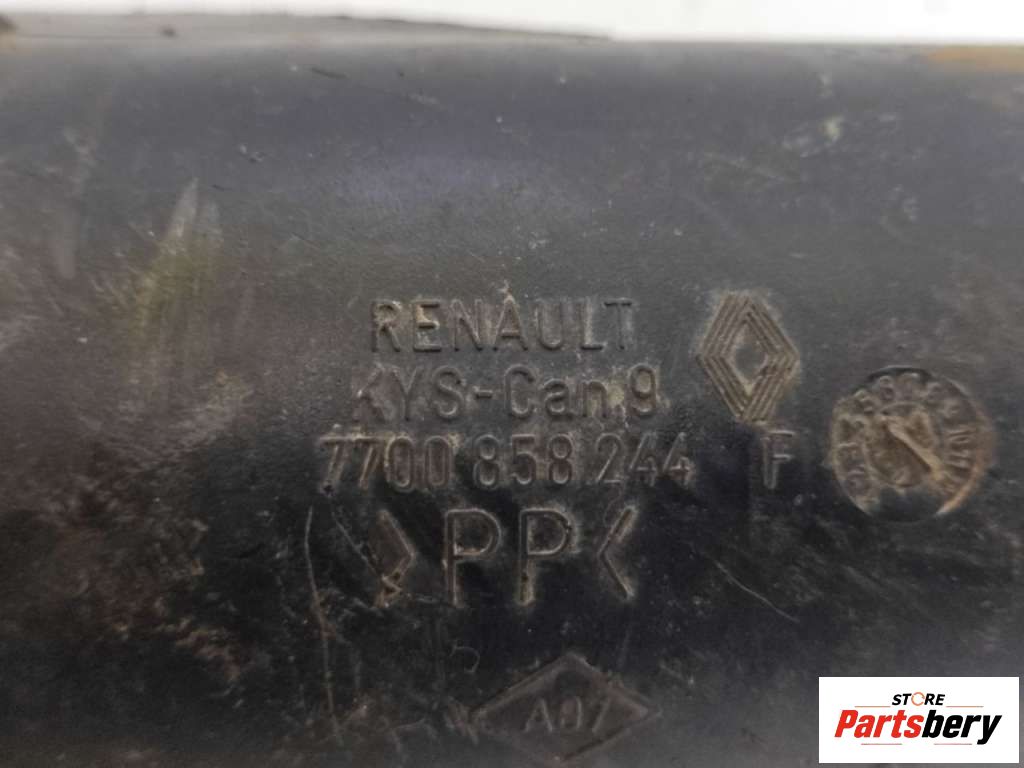 RENAULT
KYS-Can 9
7700 858 244 F
>PP<
STORE
Partsbery